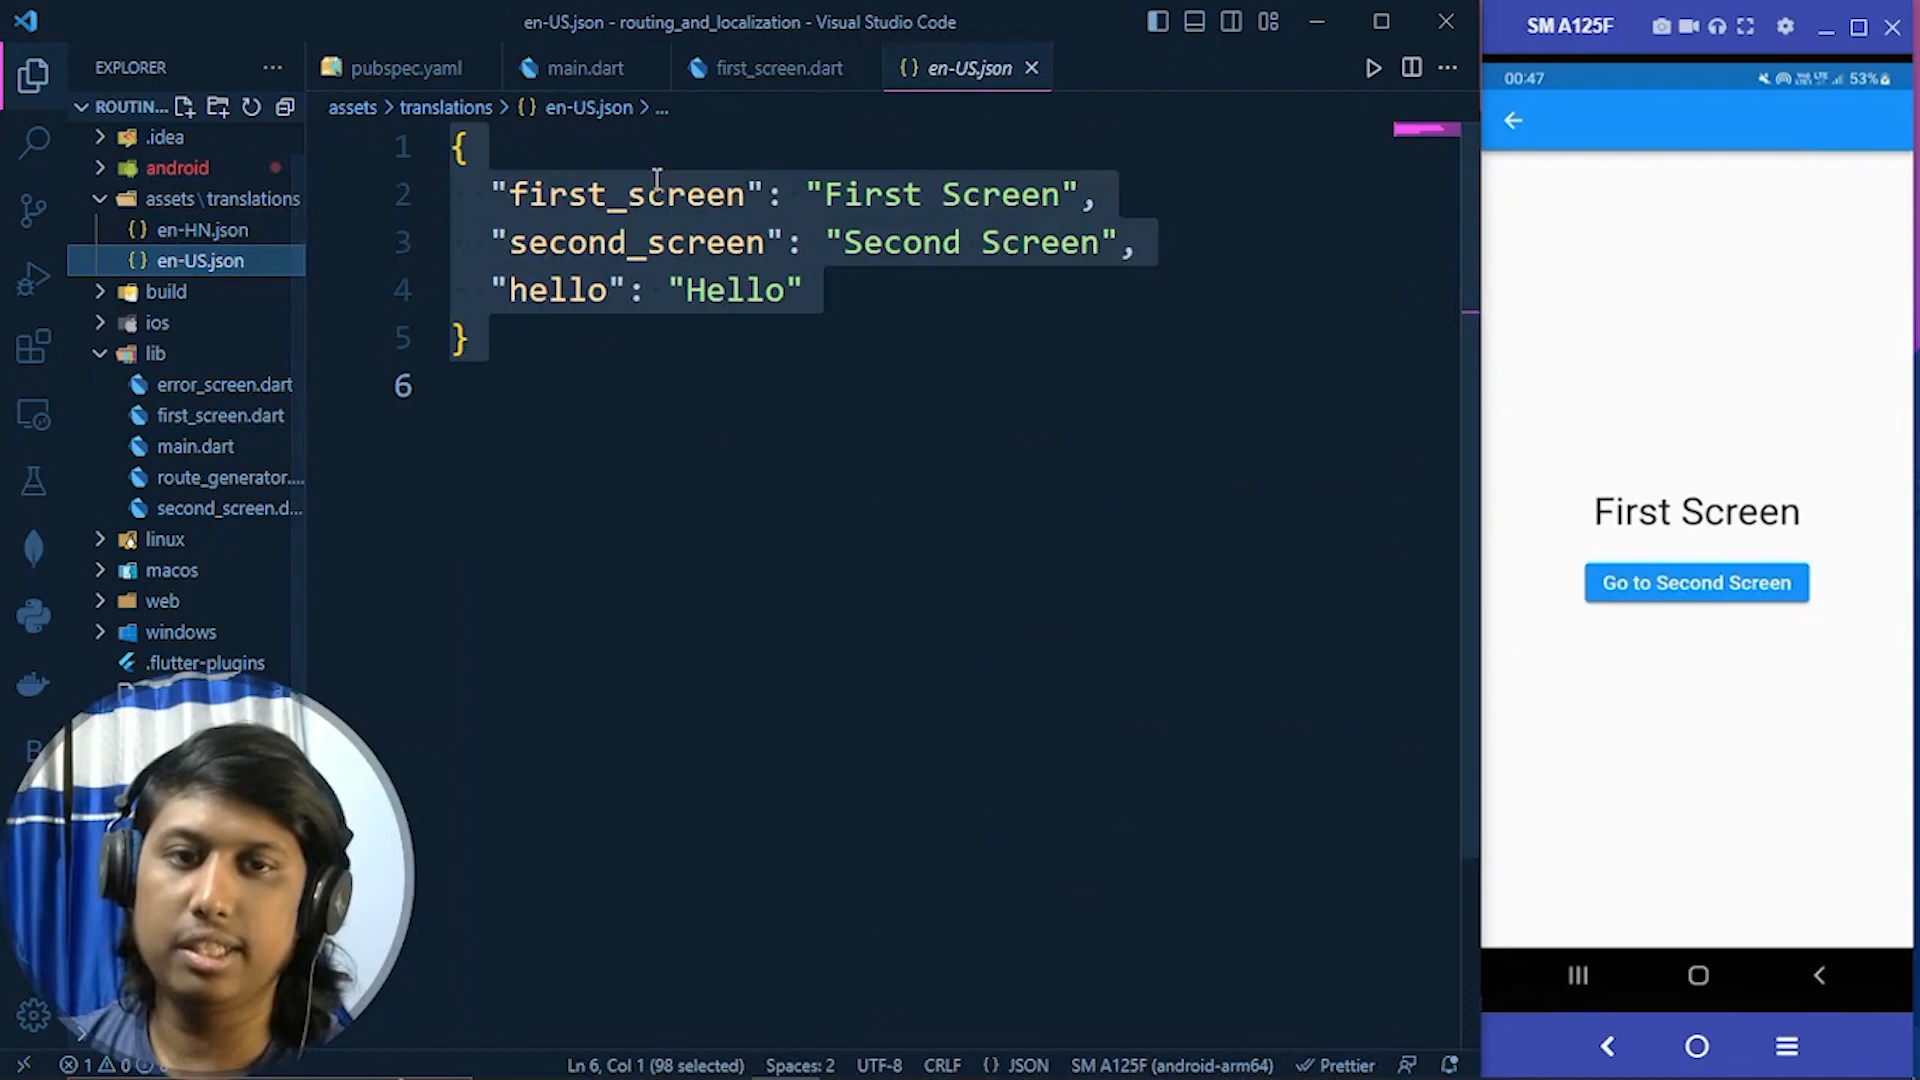 en-US.json - routing_and_localization - Visual Studio Code
EXPLORER
ROUTIN...
.idea
android
assets\translations
en-HN.json
en-US.json
build
ios
lib
error_screen.dart
first_screen.dart
main.dart
route_generator....
second_screen.d...
linux
macos
web
windows
.flutter-plugins
pubspec.yaml
main.dart
first_screen.dart
{} en-US.json
assets > translations > {} en-US.json > ...
1 {
2 "first_screen": "First Screen",
3 "second_screen": "Second Screen",
4 "hello": "Hello"
5 }
6
1 0
Ln 6, Col 1 (98 selected)
Spaces: 2
UTF-8
CRLF
{} JSON
SM A125F (android-arm64)
Prettier
SM A125F
00:47
53%
First Screen
Go to Second Screen